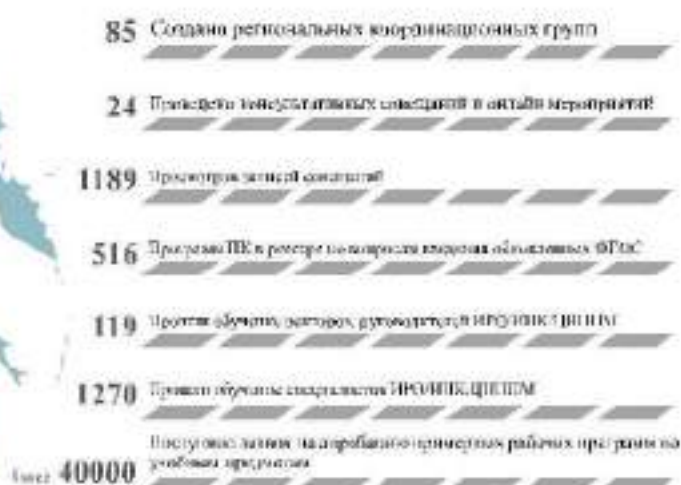 85 Создано региональных координационных групп
24 Проведено консультативных совещаний и онлайн мероприятий
1189 Просмотров записей совещаний
516 Программ ПК в реестре по вопросам введения обновленных ФГОС
119 Прошли обучение ректоров, руководителей ИРО/ИПК/ЦНППМ
1270 Прошли обучение специалистов ИРО/ИПК/ЦНППМ
Поступило заявок на апробацию примерных рабочих программ по
Более 40000 учебным предметам